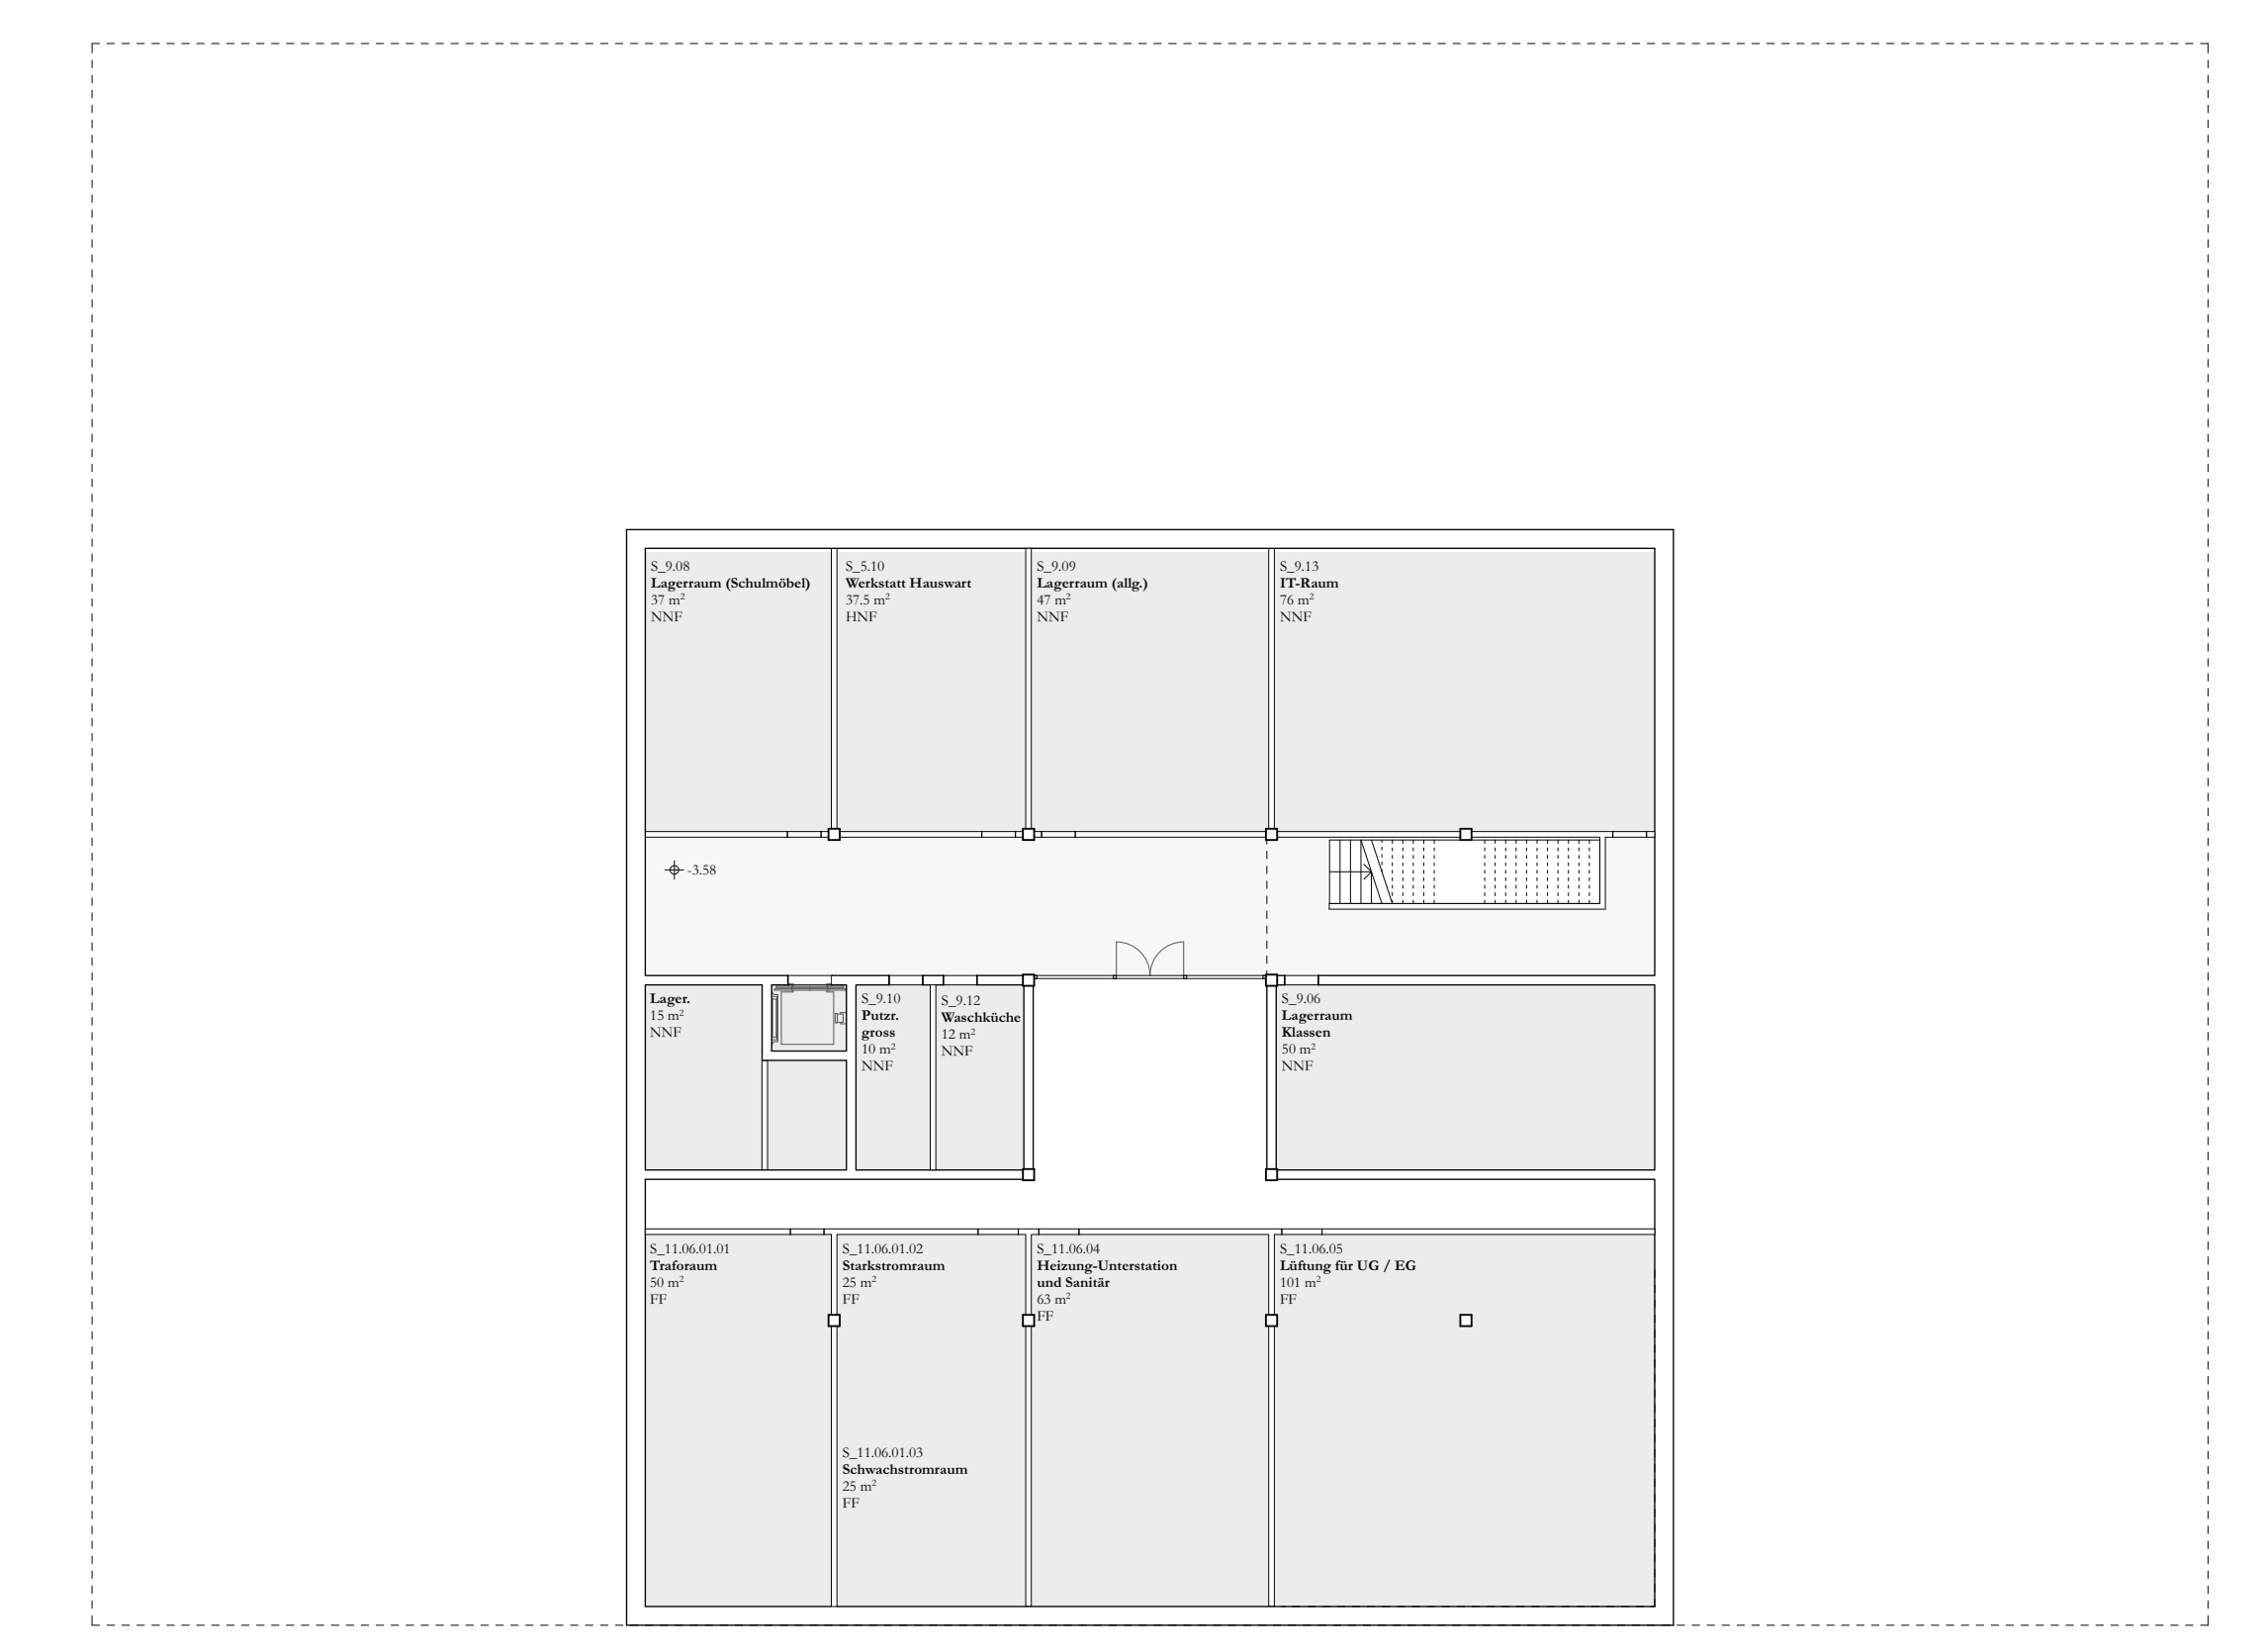 S_9.08
Lagerraum (Schulmöbel)
37 m²
NNF
S_5.10
Werkstatt Hauswart
37.5 m²
HNF
S_9.09
Lagerraum (allg.)
47 m²
NNF
S_9.13
IT-Raum
76 m²
NNF
-3.58
Lager.
15 m²
NNF
S_9.10
Putzr.
gross
10 m²
NNF
S_9.12
Waschküche
12 m²
NNF
S_9.06
Lagerraum
Klassen
50 m²
NNF
S_11.06.01.01
Traforaum
50 m²
FF
S_11.06.01.02
Starkstromraum
25 m²
FF
S_11.06.01.03
Schwachstromraum
25 m²
FF
S_11.06.04
Heizung-Unterstation
und Sanitär
63 m²
FF
S_11.06.05
Lüftung für UG / EG
101 m²
FF